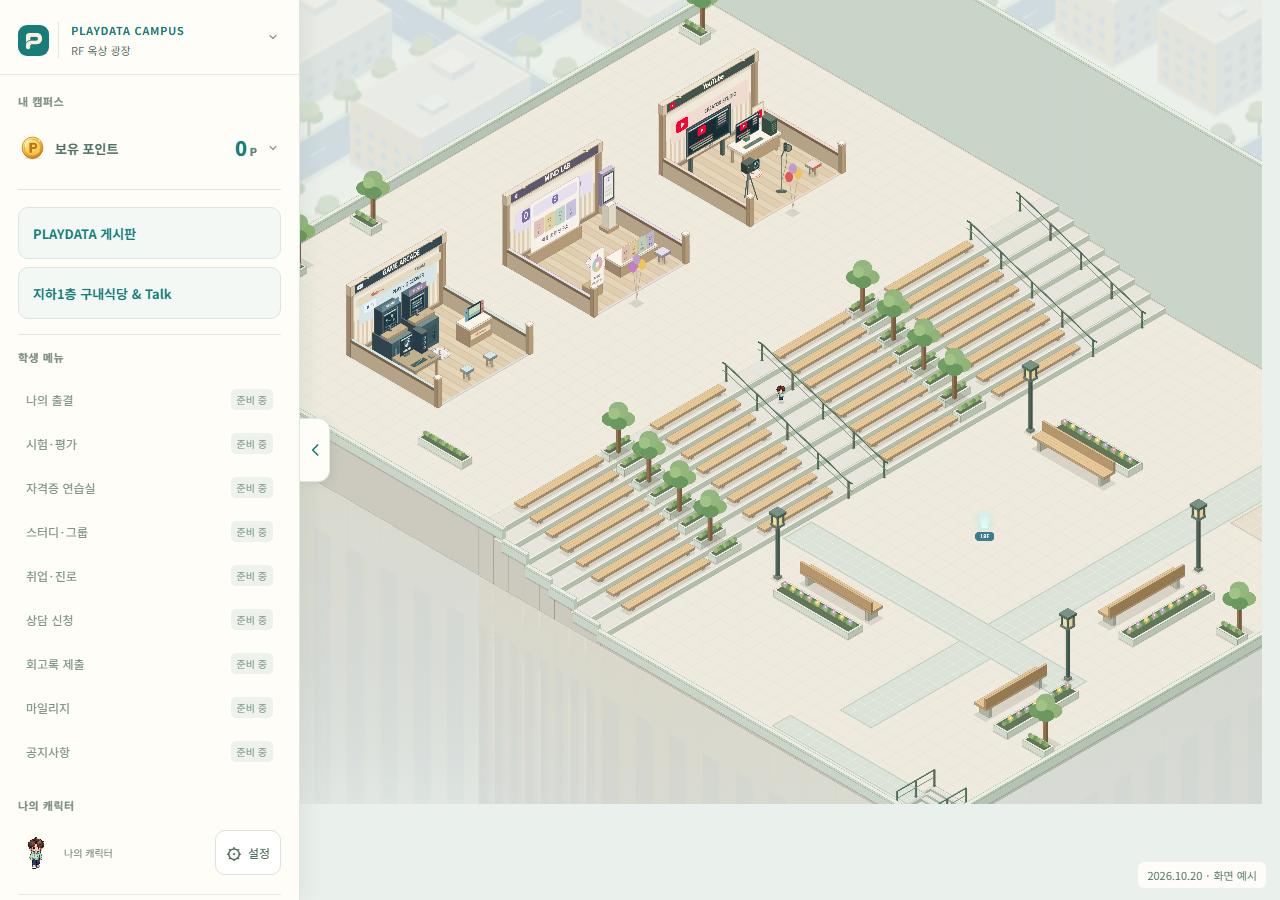 PLAYDATA CAMPUS
RF 옥상 광장
내 캠퍼스
보유 포인트
0 P
PLAYDATA 게시판
지하1층 구내식당 & Talk
학생 메뉴
나의 출결 준비 중
시험·평가 준비 중
자격증 연습실 준비 중
스터디·그룹 준비 중
취업·진로 준비 중
상담 신청 준비 중
회고록 제출 준비 중
마일리지 준비 중
공지사항 준비 중
나의 캐릭터
나의 캐릭터
설정
YouTube
CREATOR STUDIO
MIND LAB
GAME ARCADE
2026.10.20 · 화면 예시